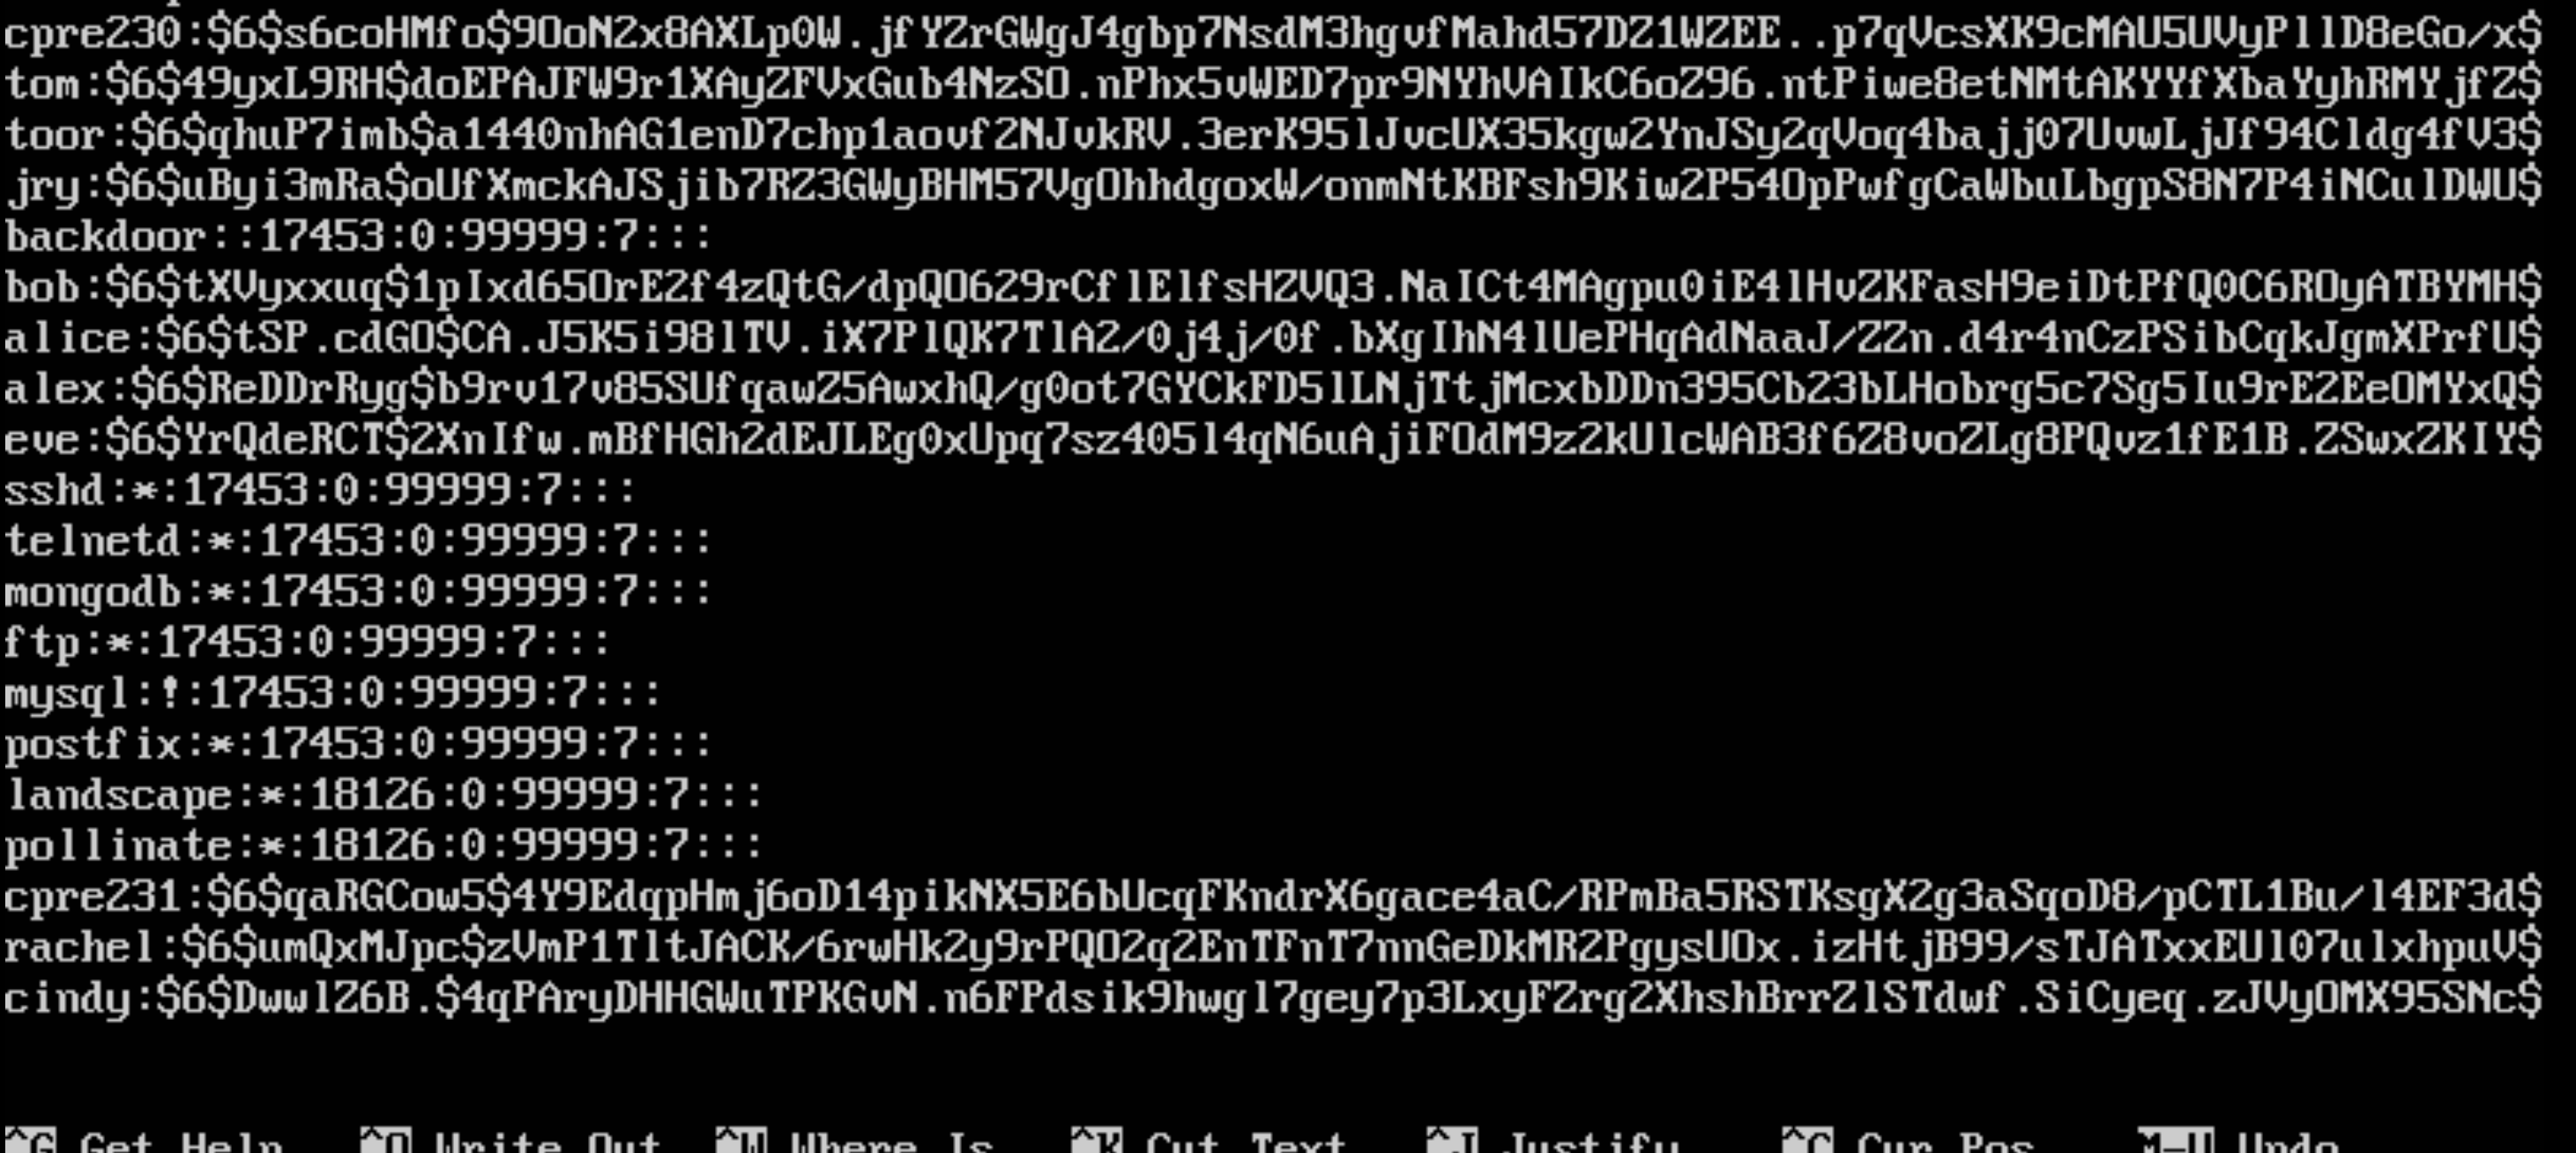 cpre230:$6$s6coHMfo$9OoN2x8AXLp0W.jfYZrGWgJ4gbp7NsdM3hgvfMahd57DZ1WZEE..p7qVcsXK9cMAU5UVyPllD8eGo/x$
tom:$6$49yxL9RH$doEPAJFW9r1XAyZFVxGub4NzSO.nPhx5vWED7pr9NYhVAIkC6oZ96.ntPiwe8etNMtAKYYfXbaYyhRMYjfZ$
toor:$6$qhuP7imb$a1440nhAG1enD7chp1aovf2NJvkRV.3erK95lJvcUX35kgw2YnJSy2qVoq4bajj07UvwLjJf94Cldg4fV3$
jry:$6$uByi3mRa$oUfXmckAJSjib7RZ3GWyBHM57VgOhhdgoxW/onmNtKBFsh9Kiw2P54OpPwfgCaWbuLbgpS8N7P4iNCulDWU$
backdoor::17453:0:99999:7:::
bob:$6$tXVyxxuq$1pIxd65OrE2f4zQtG/dpQO629rCflElfsHZVQ3.NaICt4MAgpu0iE4lHvZKFasH9eiDtPfQ0C6ROyATBYMH$
alice:$6$tSP.cdGO$CA.J5K5i98lTV.iX7PlQK7TlA2/0j4j/0f.bXgIhN4lUePHqAdNaaJ/ZZn.d4r4nCzPSibCqkJgmXPrfU$
alex:$6$ReDDrRyg$b9rv17v85SUfqawZ5AwxhQ/g0ot7GYCkFD5lLNjTtjMcxbDDn395Cb23bLHobrg5c7Sg5Iu9rE2EeOMYxQ$
eve:$6$YrQdeRCT$2XnIfw.mBfHGh2dEJLEg0xUpq7sz405l4qN6uAjiFOdM9z2kUlcWAB3f6Z8voZLg8PQvz1fE1B.ZSwxZKIY$
sshd:*:17453:0:99999:7:::
telnetd:*:17453:0:99999:7:::
mongodb:*:17453:0:99999:7:::
ftp:*:17453:0:99999:7:::
mysql:!:17453:0:99999:7:::
postfix:*:17453:0:99999:7:::
landscape:*:18126:0:99999:7:::
pollinate:*:18126:0:99999:7:::
cpre231:$6$qaRGCow5$4Y9EdqpHmj6oD14pikNX5E6bUcqFKndrX6gace4aC/RPmBa5RSTKsgX2g3aSqoD8/pCTL1Bu/l4EF3d$
rachel:$6$umQxMJpc$zVmP1TltJACK/6rwHk2y9rPQO2q2EnTFnT7nnGeDkMR2PgysUOx.izHtjB99/sTJATxxEUl07ulxhpuV$
cindy:$6$DwwlZ6B.$4qPAryDHHGWuTPKGvN.n6FPdsik9hwgl7gey7p3LxyFZrg2XhshBrrZlSTdwf.SiCyeq.zJVyOMX95SNc$
^G Get Help ^O Write Out ^W Where Is ^K Cut Text ^J Justify ^C Cur Pos M-U Undo